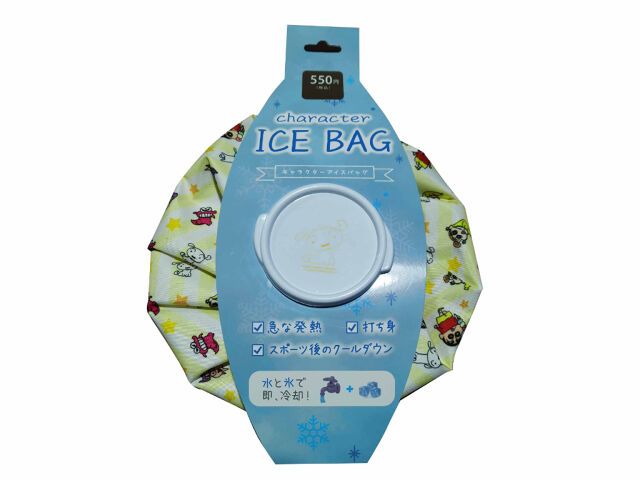 550円
(税込)
character
ICE BAG
キャラクターアイスバッグ
急な発熱 打ち身
スポーツ後のクールダウン
水と氷で
即、冷却!
+